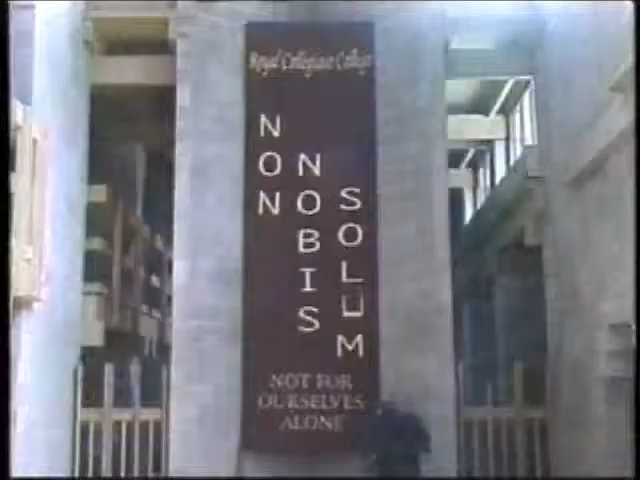 Royal Collegiate College
NON
NOBIS
SOLUM
NOT FOR
OURSELVES
ALONE